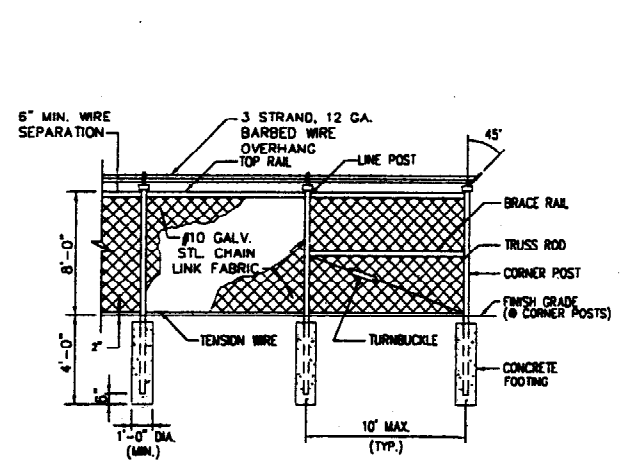 6" MIN. WIRE
SEPARATION
3 STRAND, 12 GA.
BARBED WIRE
OVERHANG
TOP RAIL
LINE POST
45°
BRACE RAIL
#10 GALV.
STL. CHAIN
LINK FABRIC
TRUSS ROD
CORNER POST
8'-0"
FINISH GRADE
(@ CORNER POSTS)
2"
TENSION WIRE
TURNBUCKLE
4'-0"
CONCRETE
FOOTING
6"
1'-0" DIA.
(MIN.)
10' MAX.
(TYP.)